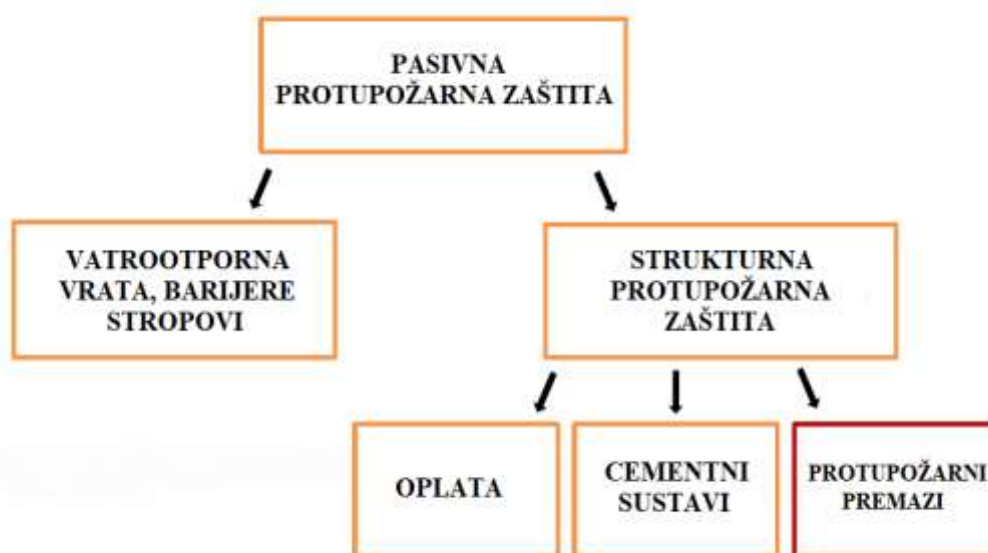 PASIVNA
PROTUPOŽARNA ZAŠTITA
VATROOTPORNA
VRATA, BARIJERE
STROPOVI
STRUKTURNA
PROTUPOŽARNA
ZAŠTITA
OPLATA
CEMENTNI
SUSTAVI
PROTUPOŽARNI
PREMAZI